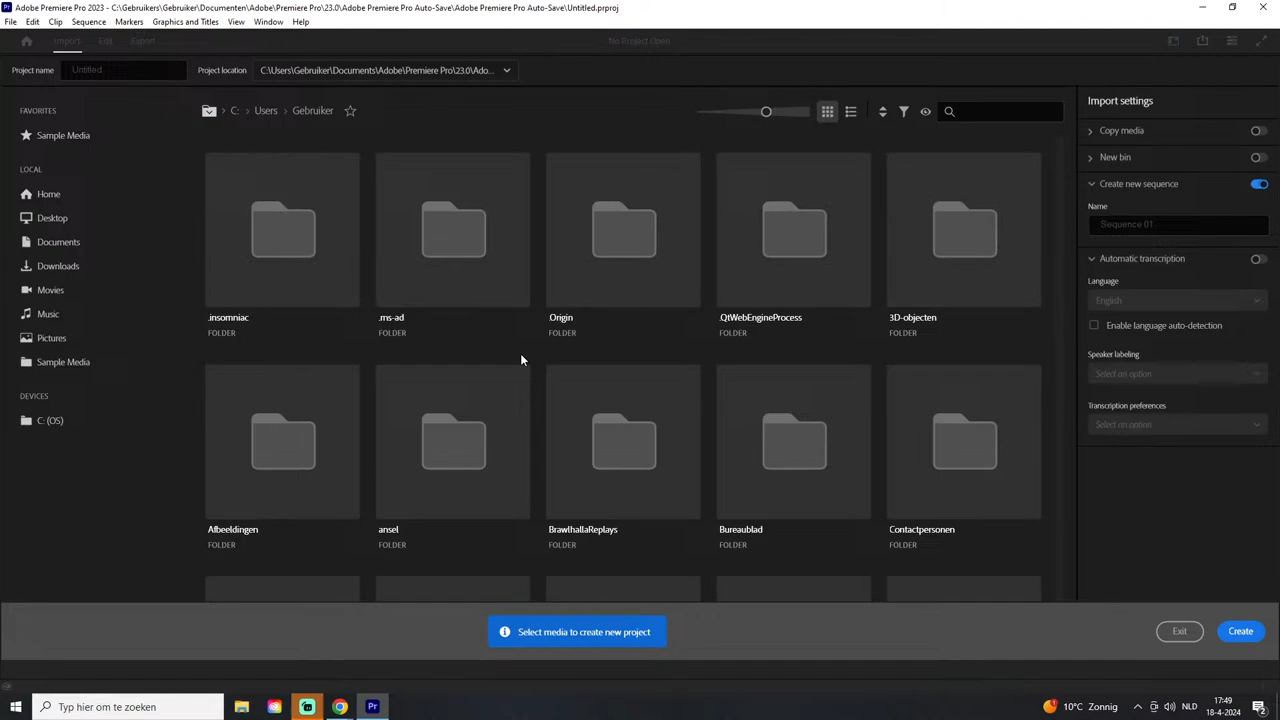 Adobe Premiere Pro 2023 - C:\Gebruikers\Gebruiker\Documenten\Adobe\Premiere Pro\23.0\Adobe Premiere Pro Auto-Save\Adobe Premiere Pro Auto-Save\Untitled.prproj
File Edit Clip Sequence Markers Graphics and Titles View Window Help
Import Edit Export No Project Open
Project name Untitled Project location C:\Users\Gebruiker\Documents\Adobe\Premiere Pro\23.0\Ado...
FAVORITES
Sample Media
LOCAL
Home
Desktop
Documents
Downloads
Movies
Music
Pictures
Sample Media
DEVICES
C: (OS)
C: > Users > Gebruiker
.insomniac .ms-ad .Origin .QtWebEngineProcess 3D-objecten
FOLDER FOLDER FOLDER FOLDER FOLDER
Afbeeldingen ansel BrawlhallaReplays Bureaublad Contactpersonen
FOLDER FOLDER FOLDER FOLDER FOLDER
Import settings
Copy media
New bin
Create new sequence
Name
Sequence 01
Automatic transcription
Language
English
Enable language auto-detection
Speaker labeling
Select an option
Transcription preferences
Select an option
Select media to create new project
Exit Create
Typ hier om te zoeken
10°C Zonnig
NLD
17:49
18-4-2024
2